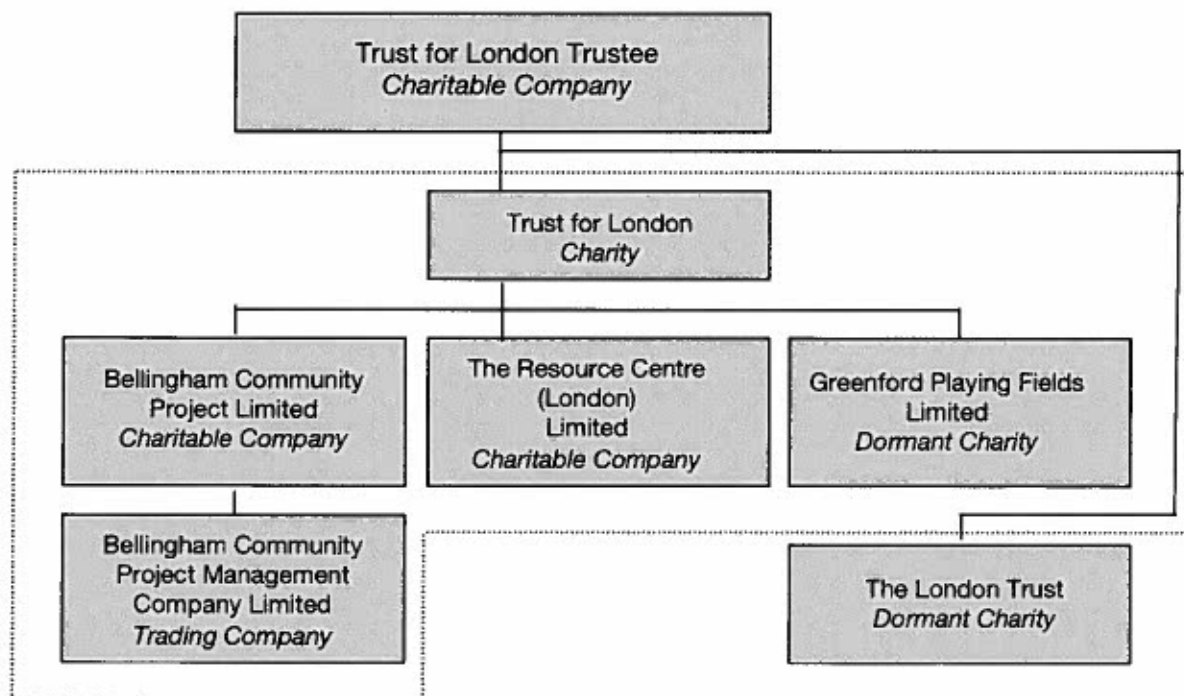 Trust for London Trustee
Charitable Company
Trust for London
Charity
Bellingham Community
Project Limited
Charitable Company
The Resource Centre
(London)
Limited
Charitable Company
Greenford Playing Fields
Limited
Dormant Charity
Bellingham Community
Project Management
Company Limited
Trading Company
The London Trust
Dormant Charity